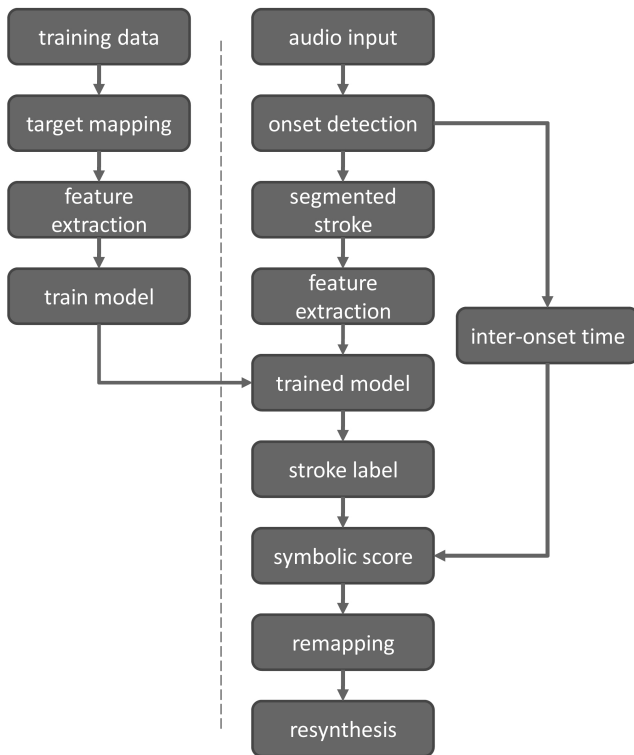 training data
target mapping
feature
extraction
train model
audio input
onset detection
segmented
stroke
feature
extraction
trained model
stroke label
symbolic score
remapping
resynthesis
inter-onset time